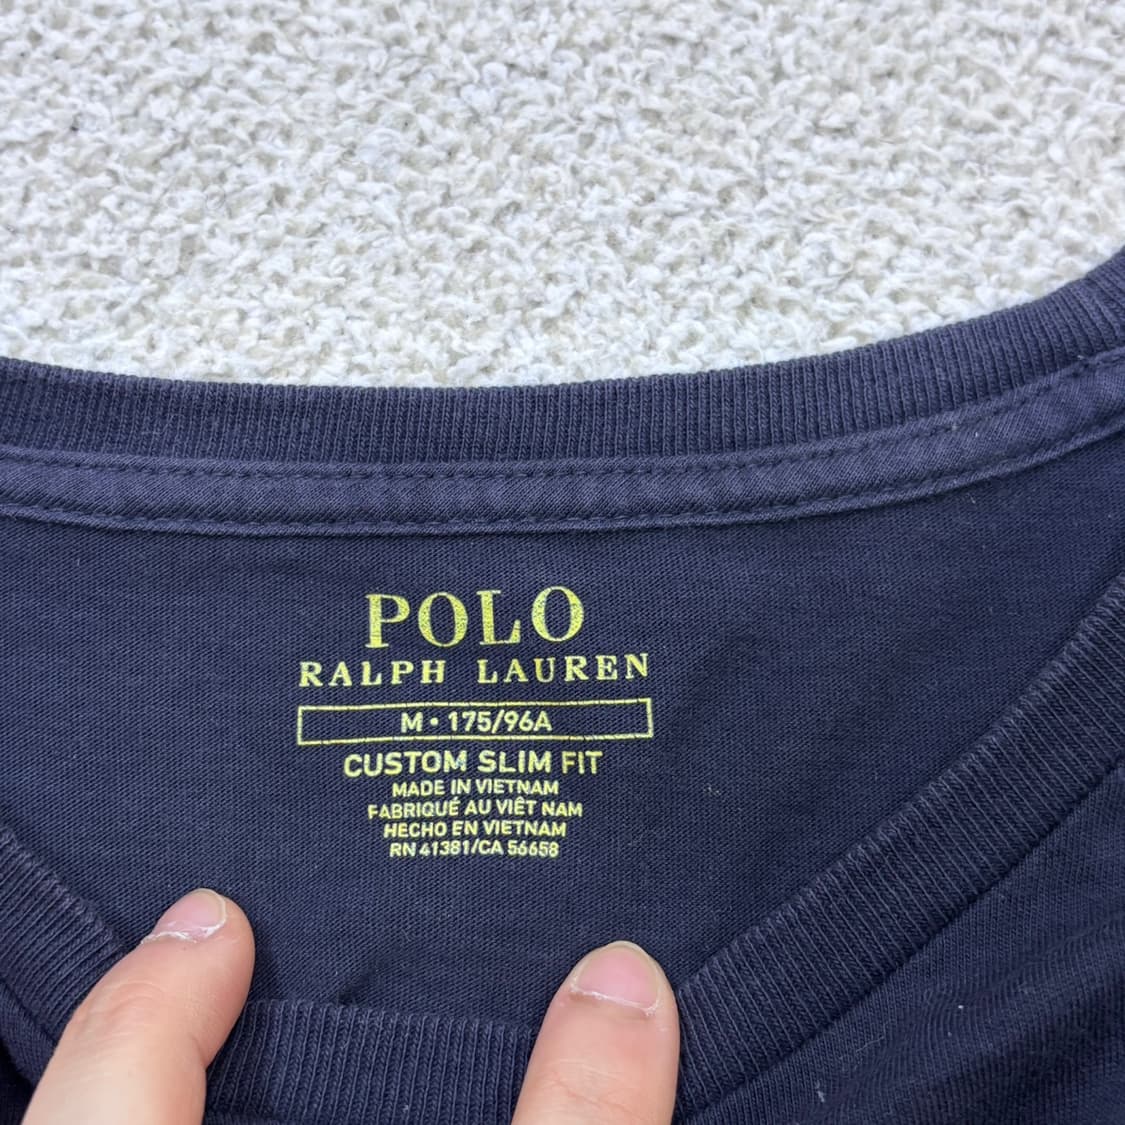 POLO
RALPH LAUREN
M • 175/96A
CUSTOM SLIM FIT
MADE IN VIETNAM
FABRIQUÉ AU VIÊT NAM
HECHO EN VIETNAM
RN 41381/CA 56658